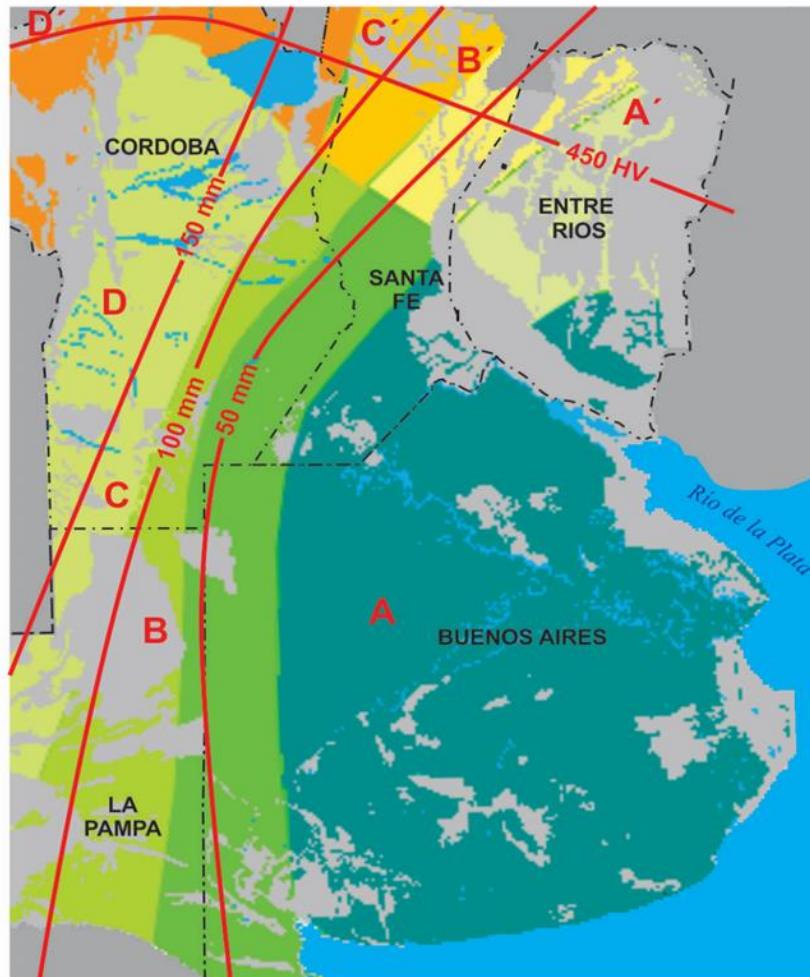 D´
C´
B´
A´
CORDOBA
450 HV
150 mm
ENTRE
RIOS
SANTA
FE
D
100 mm
50 mm
C
Rio de la Plata
B
A
BUENOS AIRES
LA
PAMPA